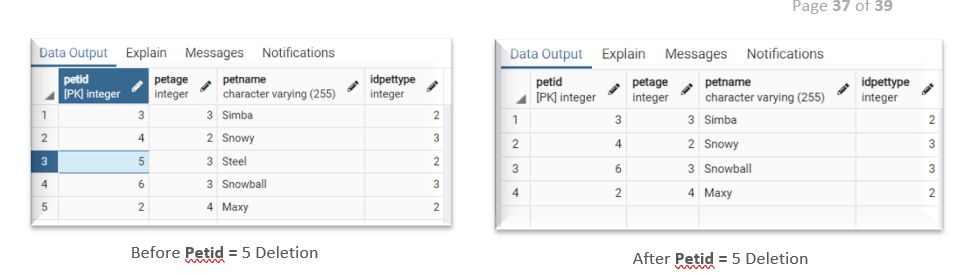 Page 37 of 39
Data Output Explain Messages Notifications
petid petage petname idpettype
[PK] integer integer character varying (255) integer
1 3 3 Simba 2
2 4 2 Snowy 3
3 5 3 Steel 2
4 6 3 Snowball 3
5 2 4 Maxy 2
Before Petid = 5 Deletion
Data Output Explain Messages Notifications
petid petage petname idpettype
[PK] integer integer character varying (255) integer
1 3 3 Simba 2
2 4 2 Snowy 3
3 6 3 Snowball 3
4 2 4 Maxy 2
After Petid = 5 Deletion